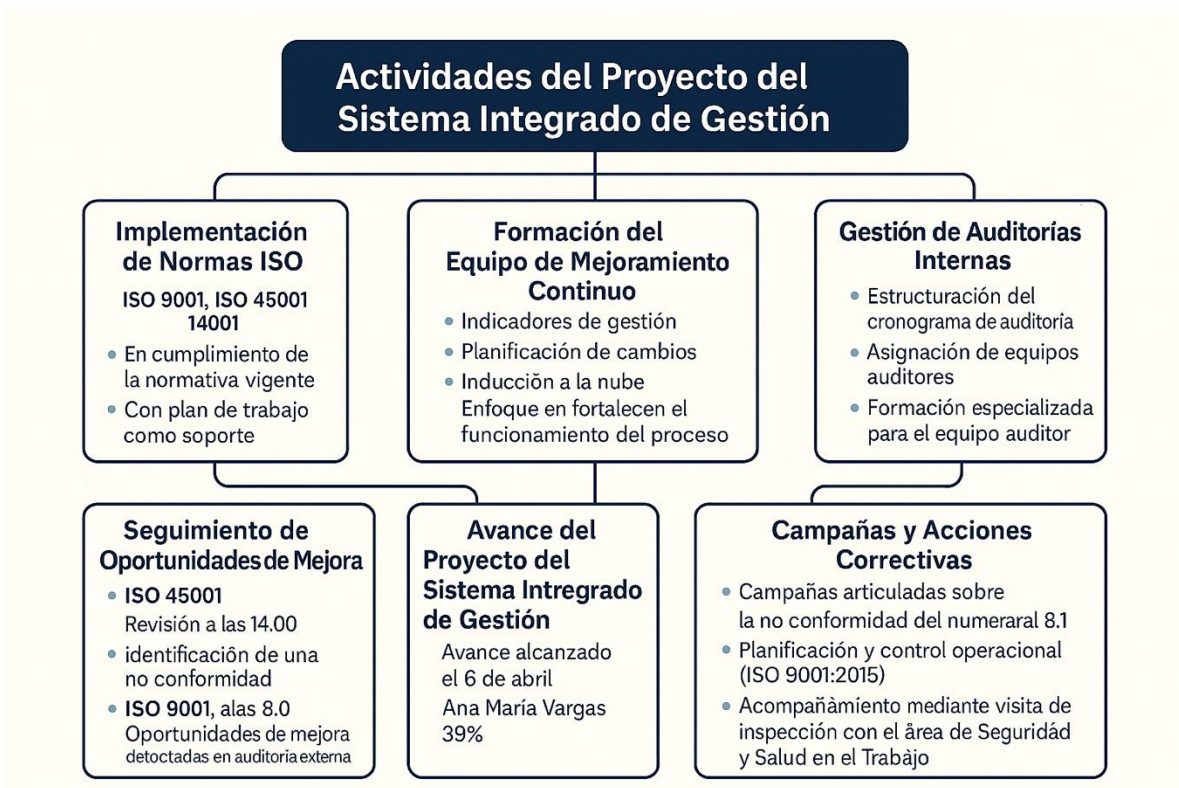 Actividades del Proyecto del
Sistema Integrado de Gestión
Implementación
de Normas ISO
ISO 9001, ISO 45001
14001
• En cumplimiento de
la normativa vigente
• Con plan de trabajo
como soporte
Formación del
Equipo de Mejoramiento
Continuo
• Indicadores de gestión
• Planificación de cambios
• Inducciõn a la nube
Enfoque en fortalecen el
funcionamiento del proceso
Gestión de Auditorías
Internas
• Estructuración del
cronograma de auditoría
• Asignación de equipos
auditores
• Formación especializada
para el equipo auditor
Seguimiento de
Oportunidades de Mejora
• ISO 45001
Revisión a las 14.00
• identificaciôn de una
no conformidad
• ISO 9001, alas 8.0
Oportunidades de mejora
detoctadas en auditoría externa
Avance del
Proyecto del
Sistema Intregrado
de Gestión
Avance alcanzado
el 6 de abril
Ana María Vargas
39%
Campañas y Acciones
Correctivas
• Campañas articuladas sobre
la no conformidad del numeraral 8.1
• Planificación y control operacional
(ISO 9001:2015)
• Acompañàmiento mediante visita de
inspección con el årea de Seguridád
y Salud en el Trabàjo